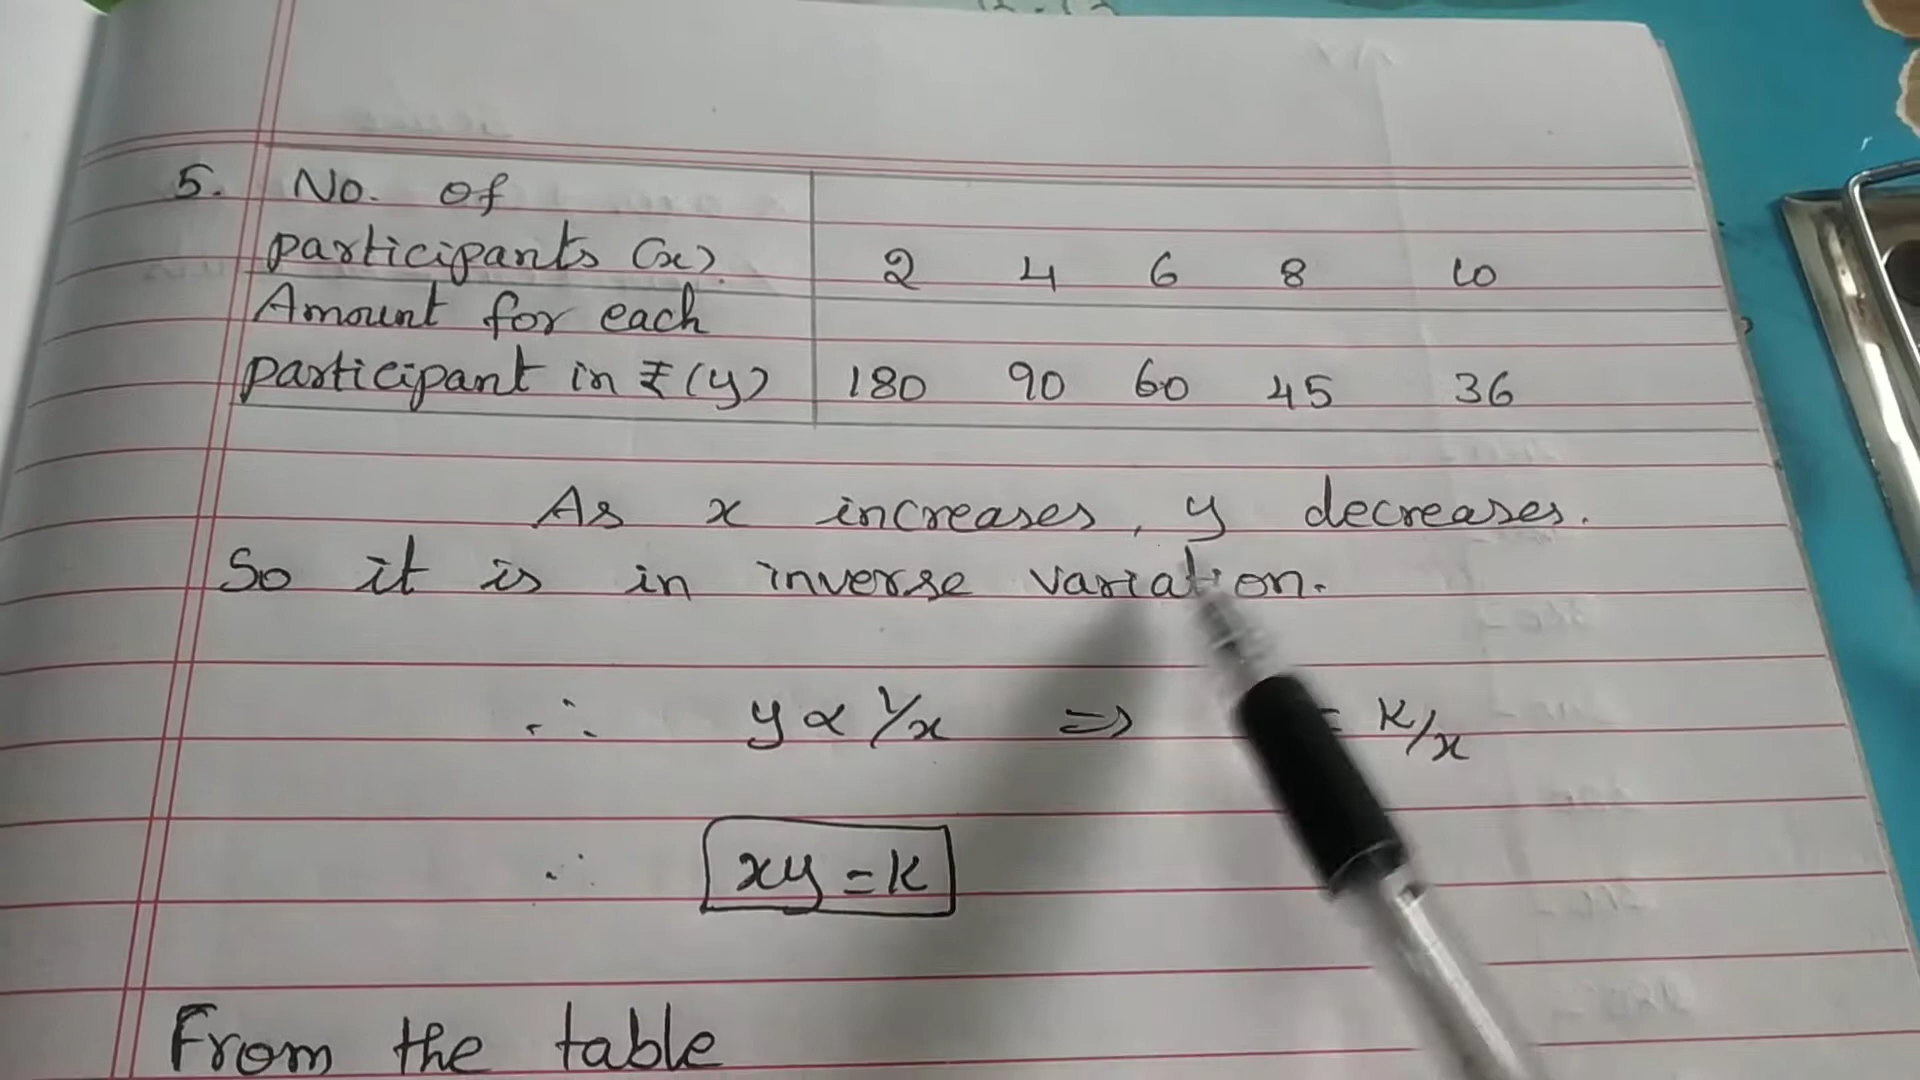 5. No. of
participants (x) 2 4 6 8 10
Amount for each
participant in ₹ (y) 180 90 60 45 36
As x increases, y decreases.
So it is in inverse variation.
∴ y ∝ 1/x ⇒ = k/x
∴ xy = k
From the table